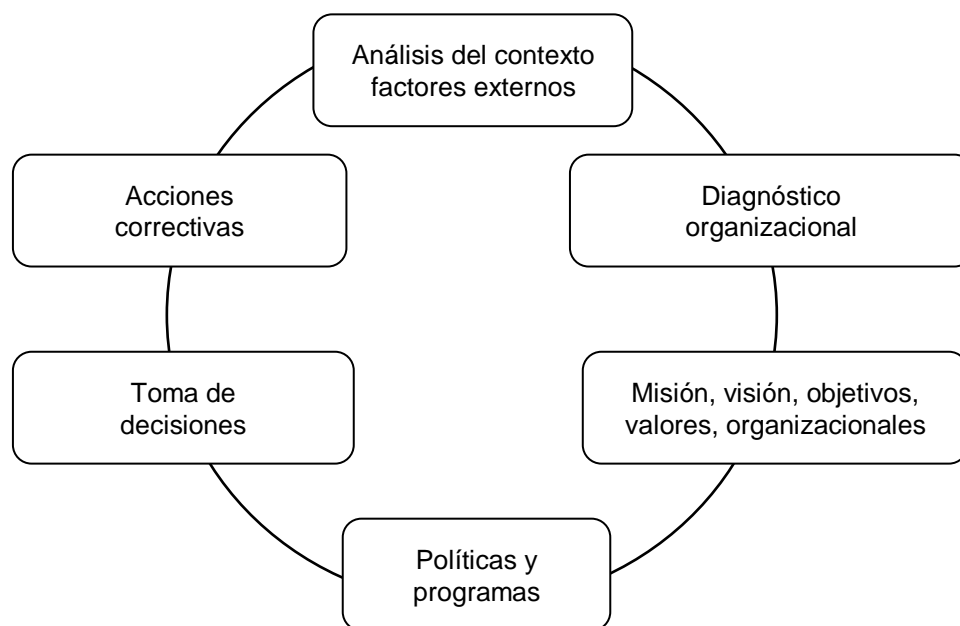 Análisis del contexto
factores externos
Diagnóstico
organizacional
Misión, visión, objetivos,
valores, organizacionales
Políticas y
programas
Toma de
decisiones
Acciones
correctivas